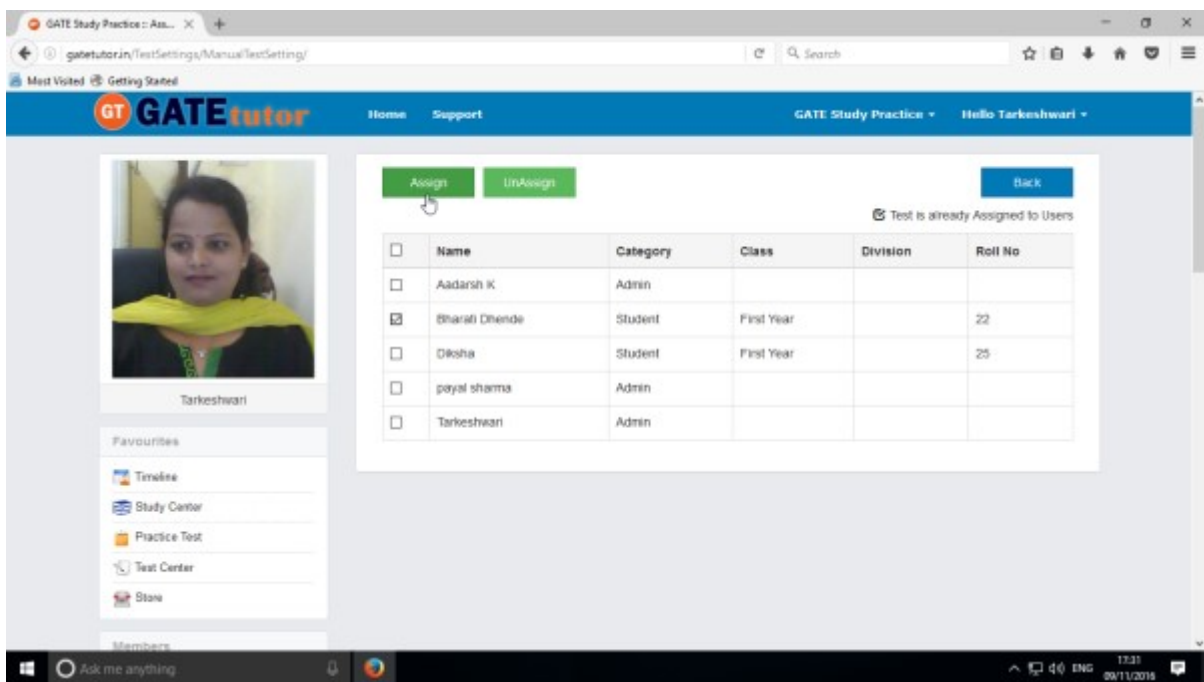 GATE Study Practice :: Ass...
gatetutor.in/TestSettings/ManualTestSetting/
Search
Most Visited Getting Started
GT GATEtutor Home Support GATE Study Practice Hello Tarkeshwari
Assign UnAssign Back
Test is already Assigned to Users
Name Category Class Division Roll No
Aadarsh K Admin
Bharati Dhende Student First Year 22
Diksha Student First Year 25
payal sharma Admin
Tarkeshwari Admin
Tarkeshwari
Favourites
Timeline
Study Center
Practice Test
Test Center
Store
Members
Ask me anything
ENG 17:31
09/11/2016